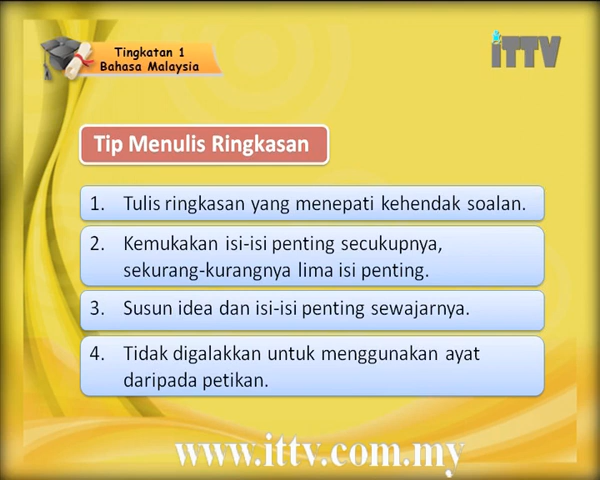 Tingkatan 1
Bahasa Malaysia
iTTV
Tip Menulis Ringkasan
1. Tulis ringkasan yang menepati kehendak soalan.
2. Kemukakan isi-isi penting secukupnya,
sekurang-kurangnya lima isi penting.
3. Susun idea dan isi-isi penting sewajarnya.
4. Tidak digalakkan untuk menggunakan ayat
daripada petikan.
www.ittv.com.my